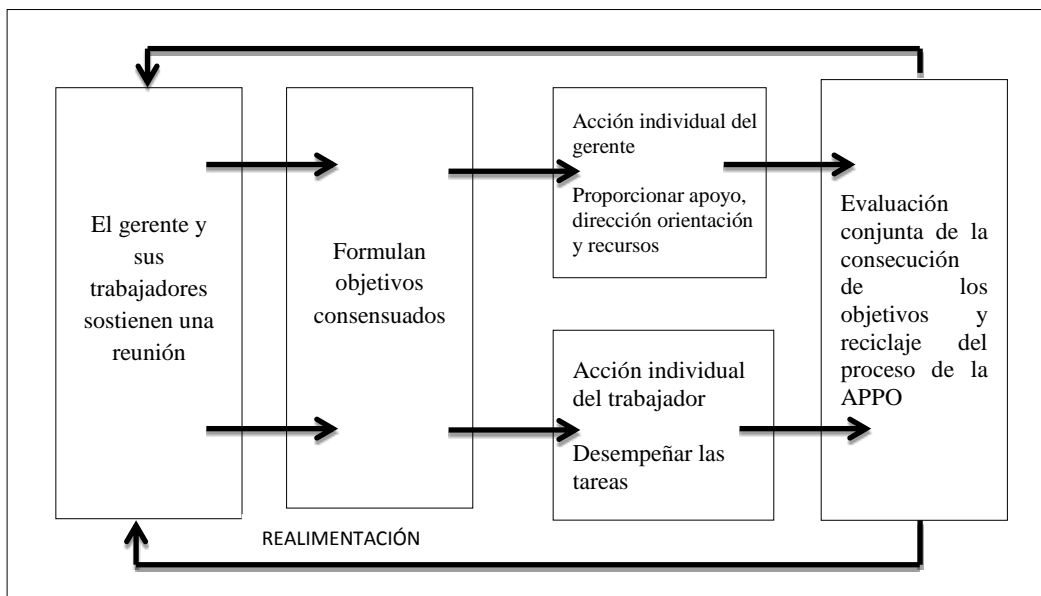 El gerente y
sus
trabajadores
sostienen una
reunión
Formulan
objetivos
consensuados
Acción individual del
gerente
Proporcionar apoyo,
dirección orientación
y recursos
Acción individual
del trabajador
Desempeñar las
tareas
Evaluación
conjunta de la
consecución
de los
objetivos y
reciclaje del
proceso de la
APPO
REALIMENTACIÓN